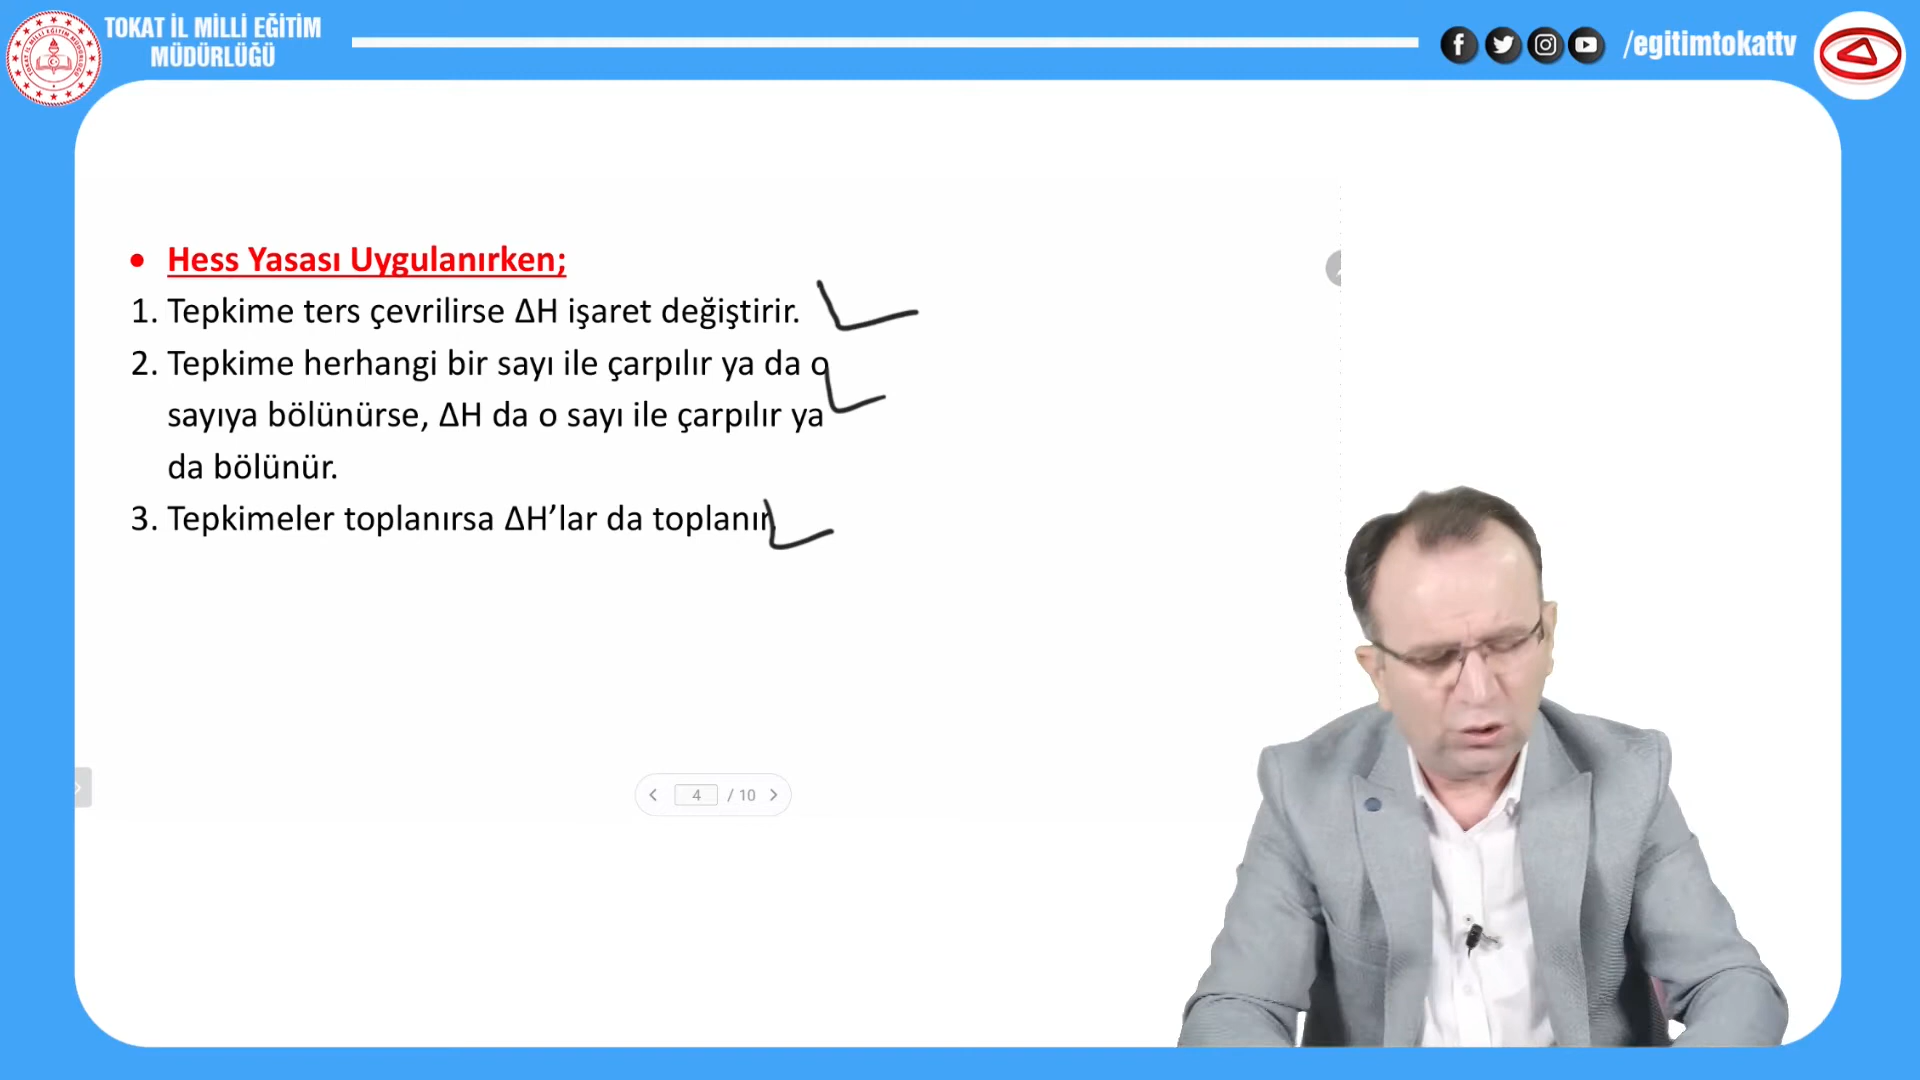 TOKAT İL MİLLİ EĞİTİM
MÜDÜRLÜĞÜ
/egitimtokattv
• Hess Yasası Uygulanırken;
1. Tepkime ters çevrilirse ΔH işaret değiştirir.
2. Tepkime herhangi bir sayı ile çarpılır ya da o
sayıya bölünürse, ΔH da o sayı ile çarpılır ya
da bölünür.
3. Tepkimeler toplanırsa ΔH’lar da toplanır.
4 / 10